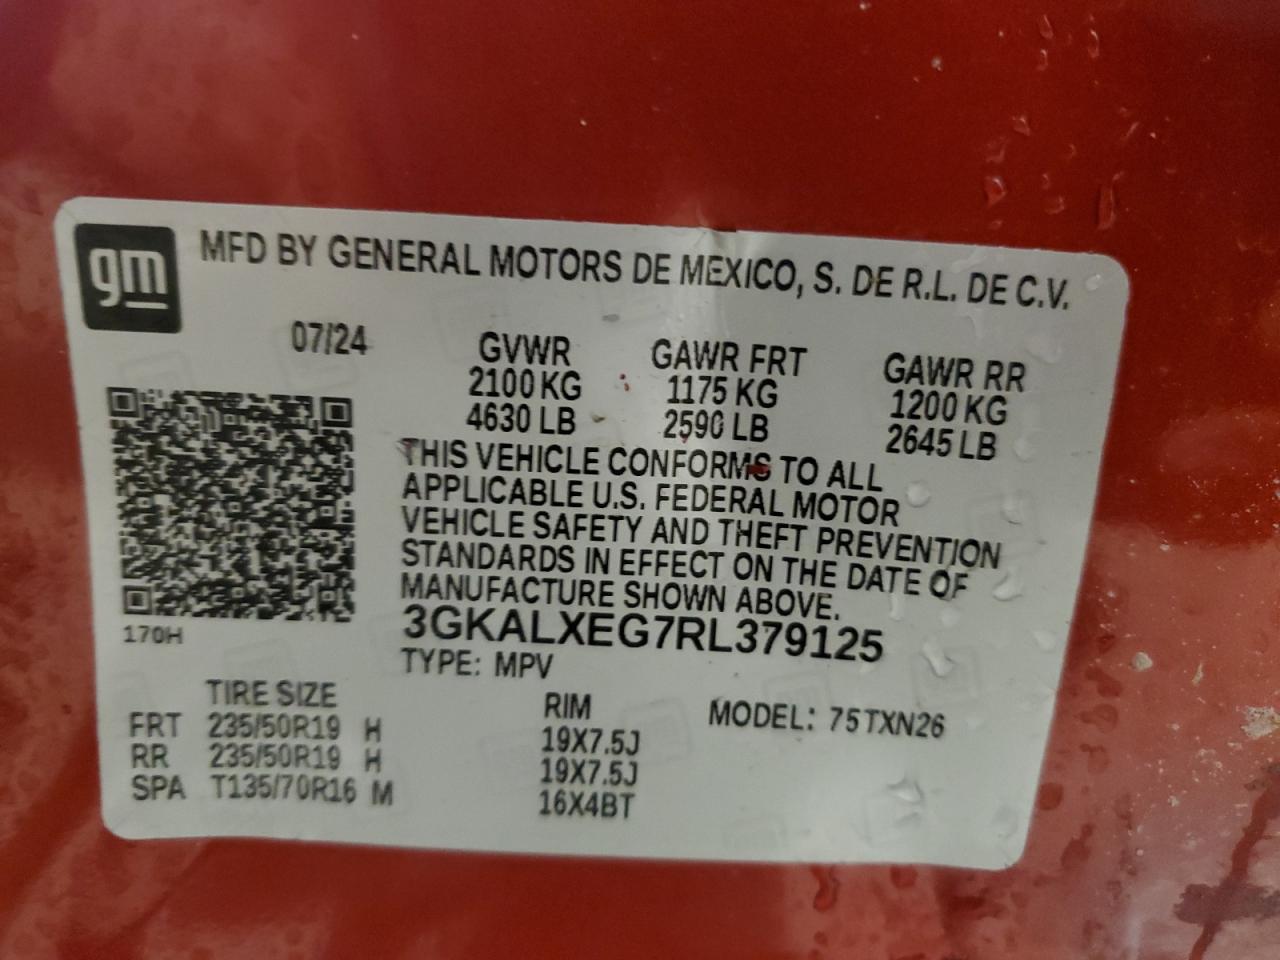 gm
MFD BY GENERAL MOTORS DE MEXICO, S. DE R.L. DE C.V.
07/24 GVWR GAWR FRT GAWR RR
2100 KG 1175 KG 1200 KG
4630 LB 2590 LB 2645 LB
THIS VEHICLE CONFORMS TO ALL
APPLICABLE U.S. FEDERAL MOTOR
VEHICLE SAFETY AND THEFT PREVENTION
STANDARDS IN EFFECT ON THE DATE OF
MANUFACTURE SHOWN ABOVE.
170H
3GKALXEG7RL379125
TYPE: MPV
TIRE SIZE RIM MODEL: 75TXN26
FRT 235/50R19 H 19X7.5J
RR 235/50R19 H 19X7.5J
SPA T135/70R16 M 16X4BT